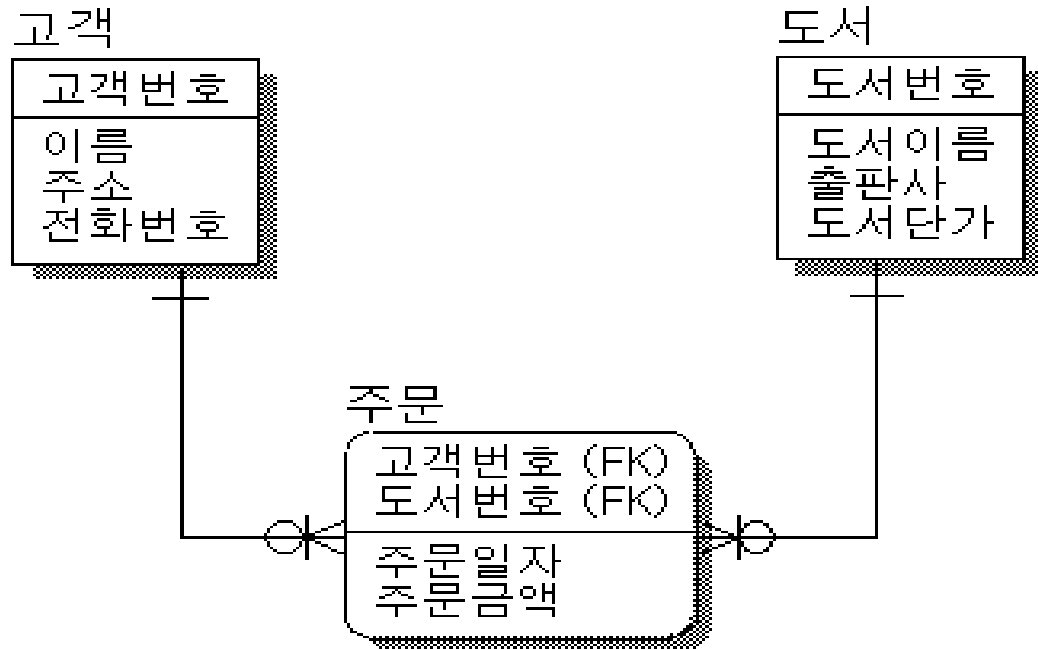 고객
고객번호
이름
주소
전화번호
도서
도서번호
도서이름
출판사
도서단가
주문
고객번호 (FK)
도서번호 (FK)
주문일자
주문금액